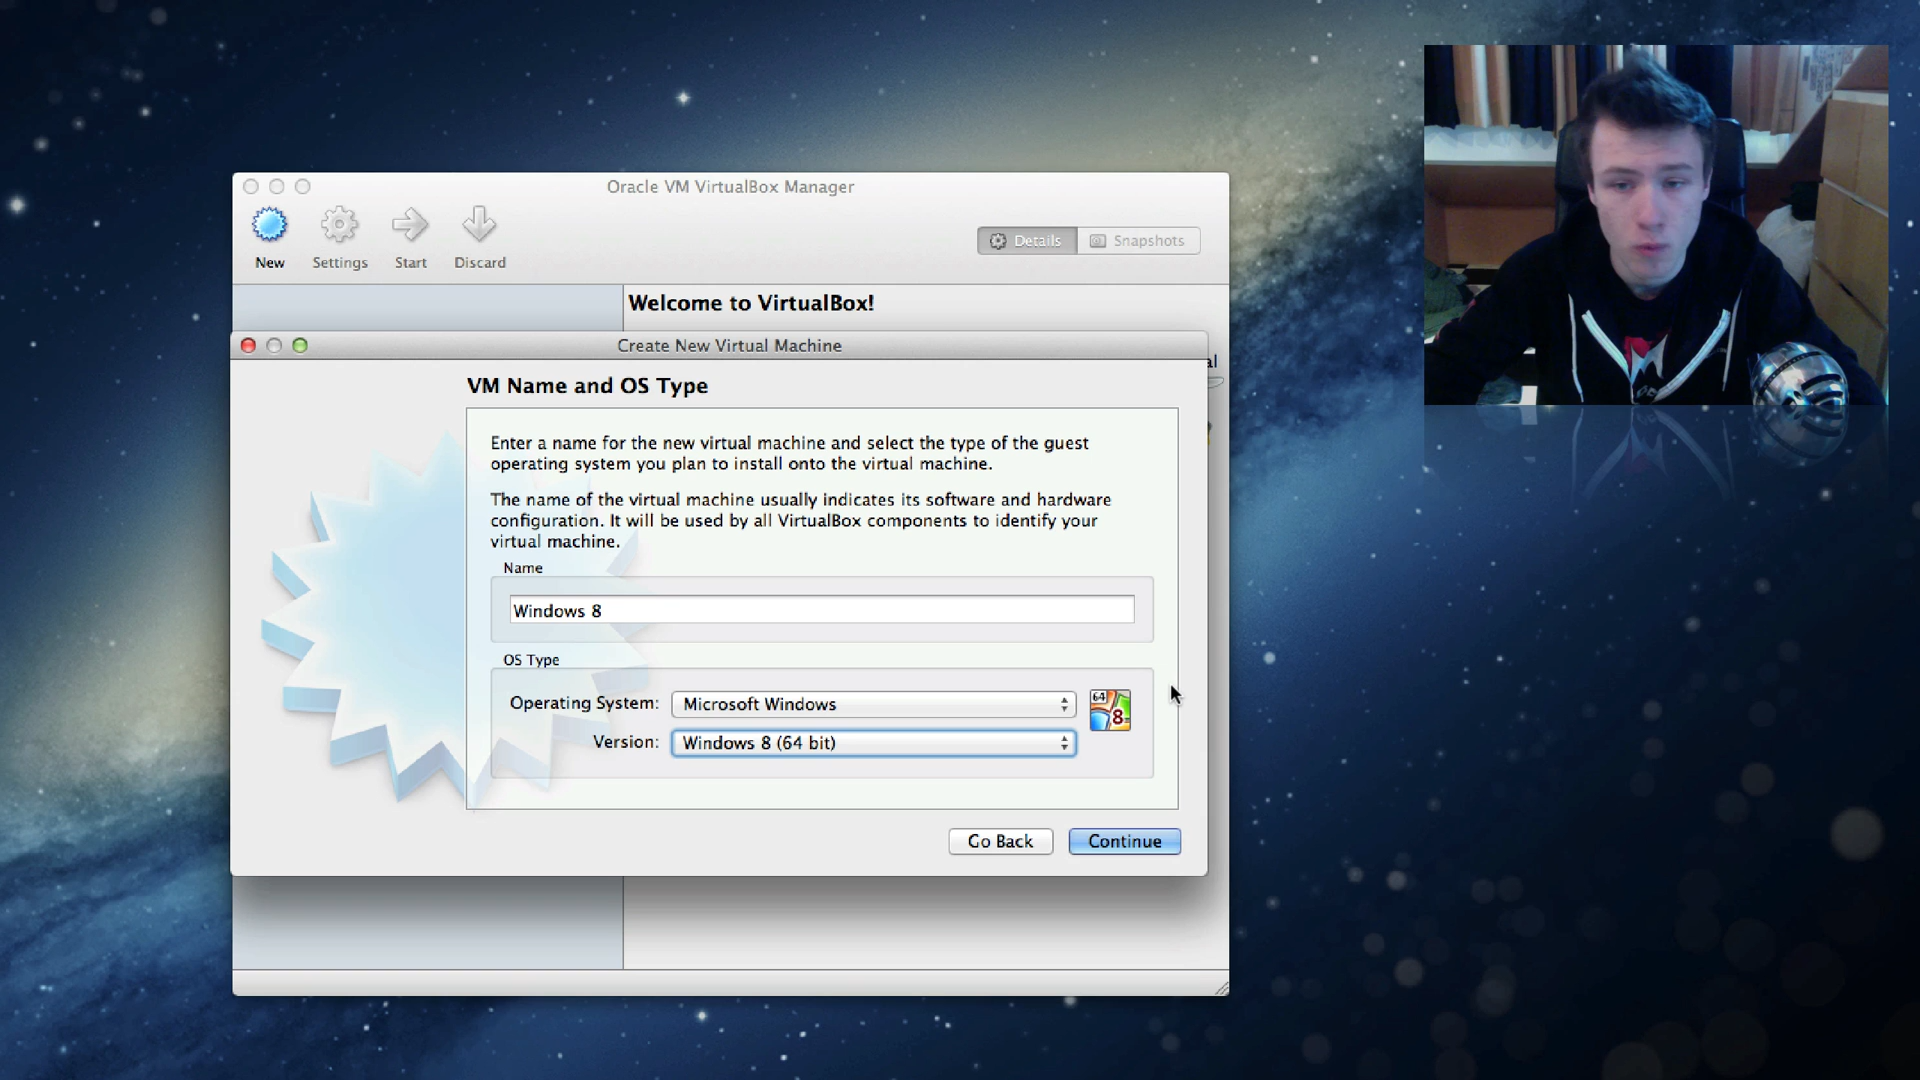 Oracle VM VirtualBox Manager
New
Settings
Start
Discard
Details
Snapshots
Welcome to VirtualBox!
Create New Virtual Machine
al
VM Name and OS Type
Enter a name for the new virtual machine and select the type of the guest
operating system you plan to install onto the virtual machine.
The name of the virtual machine usually indicates its software and hardware
configuration. It will be used by all VirtualBox components to identify your
virtual machine.
Name
Windows 8
OS Type
Operating System:
Microsoft Windows
64
8
Version:
Windows 8 (64 bit)
Go Back
Continue